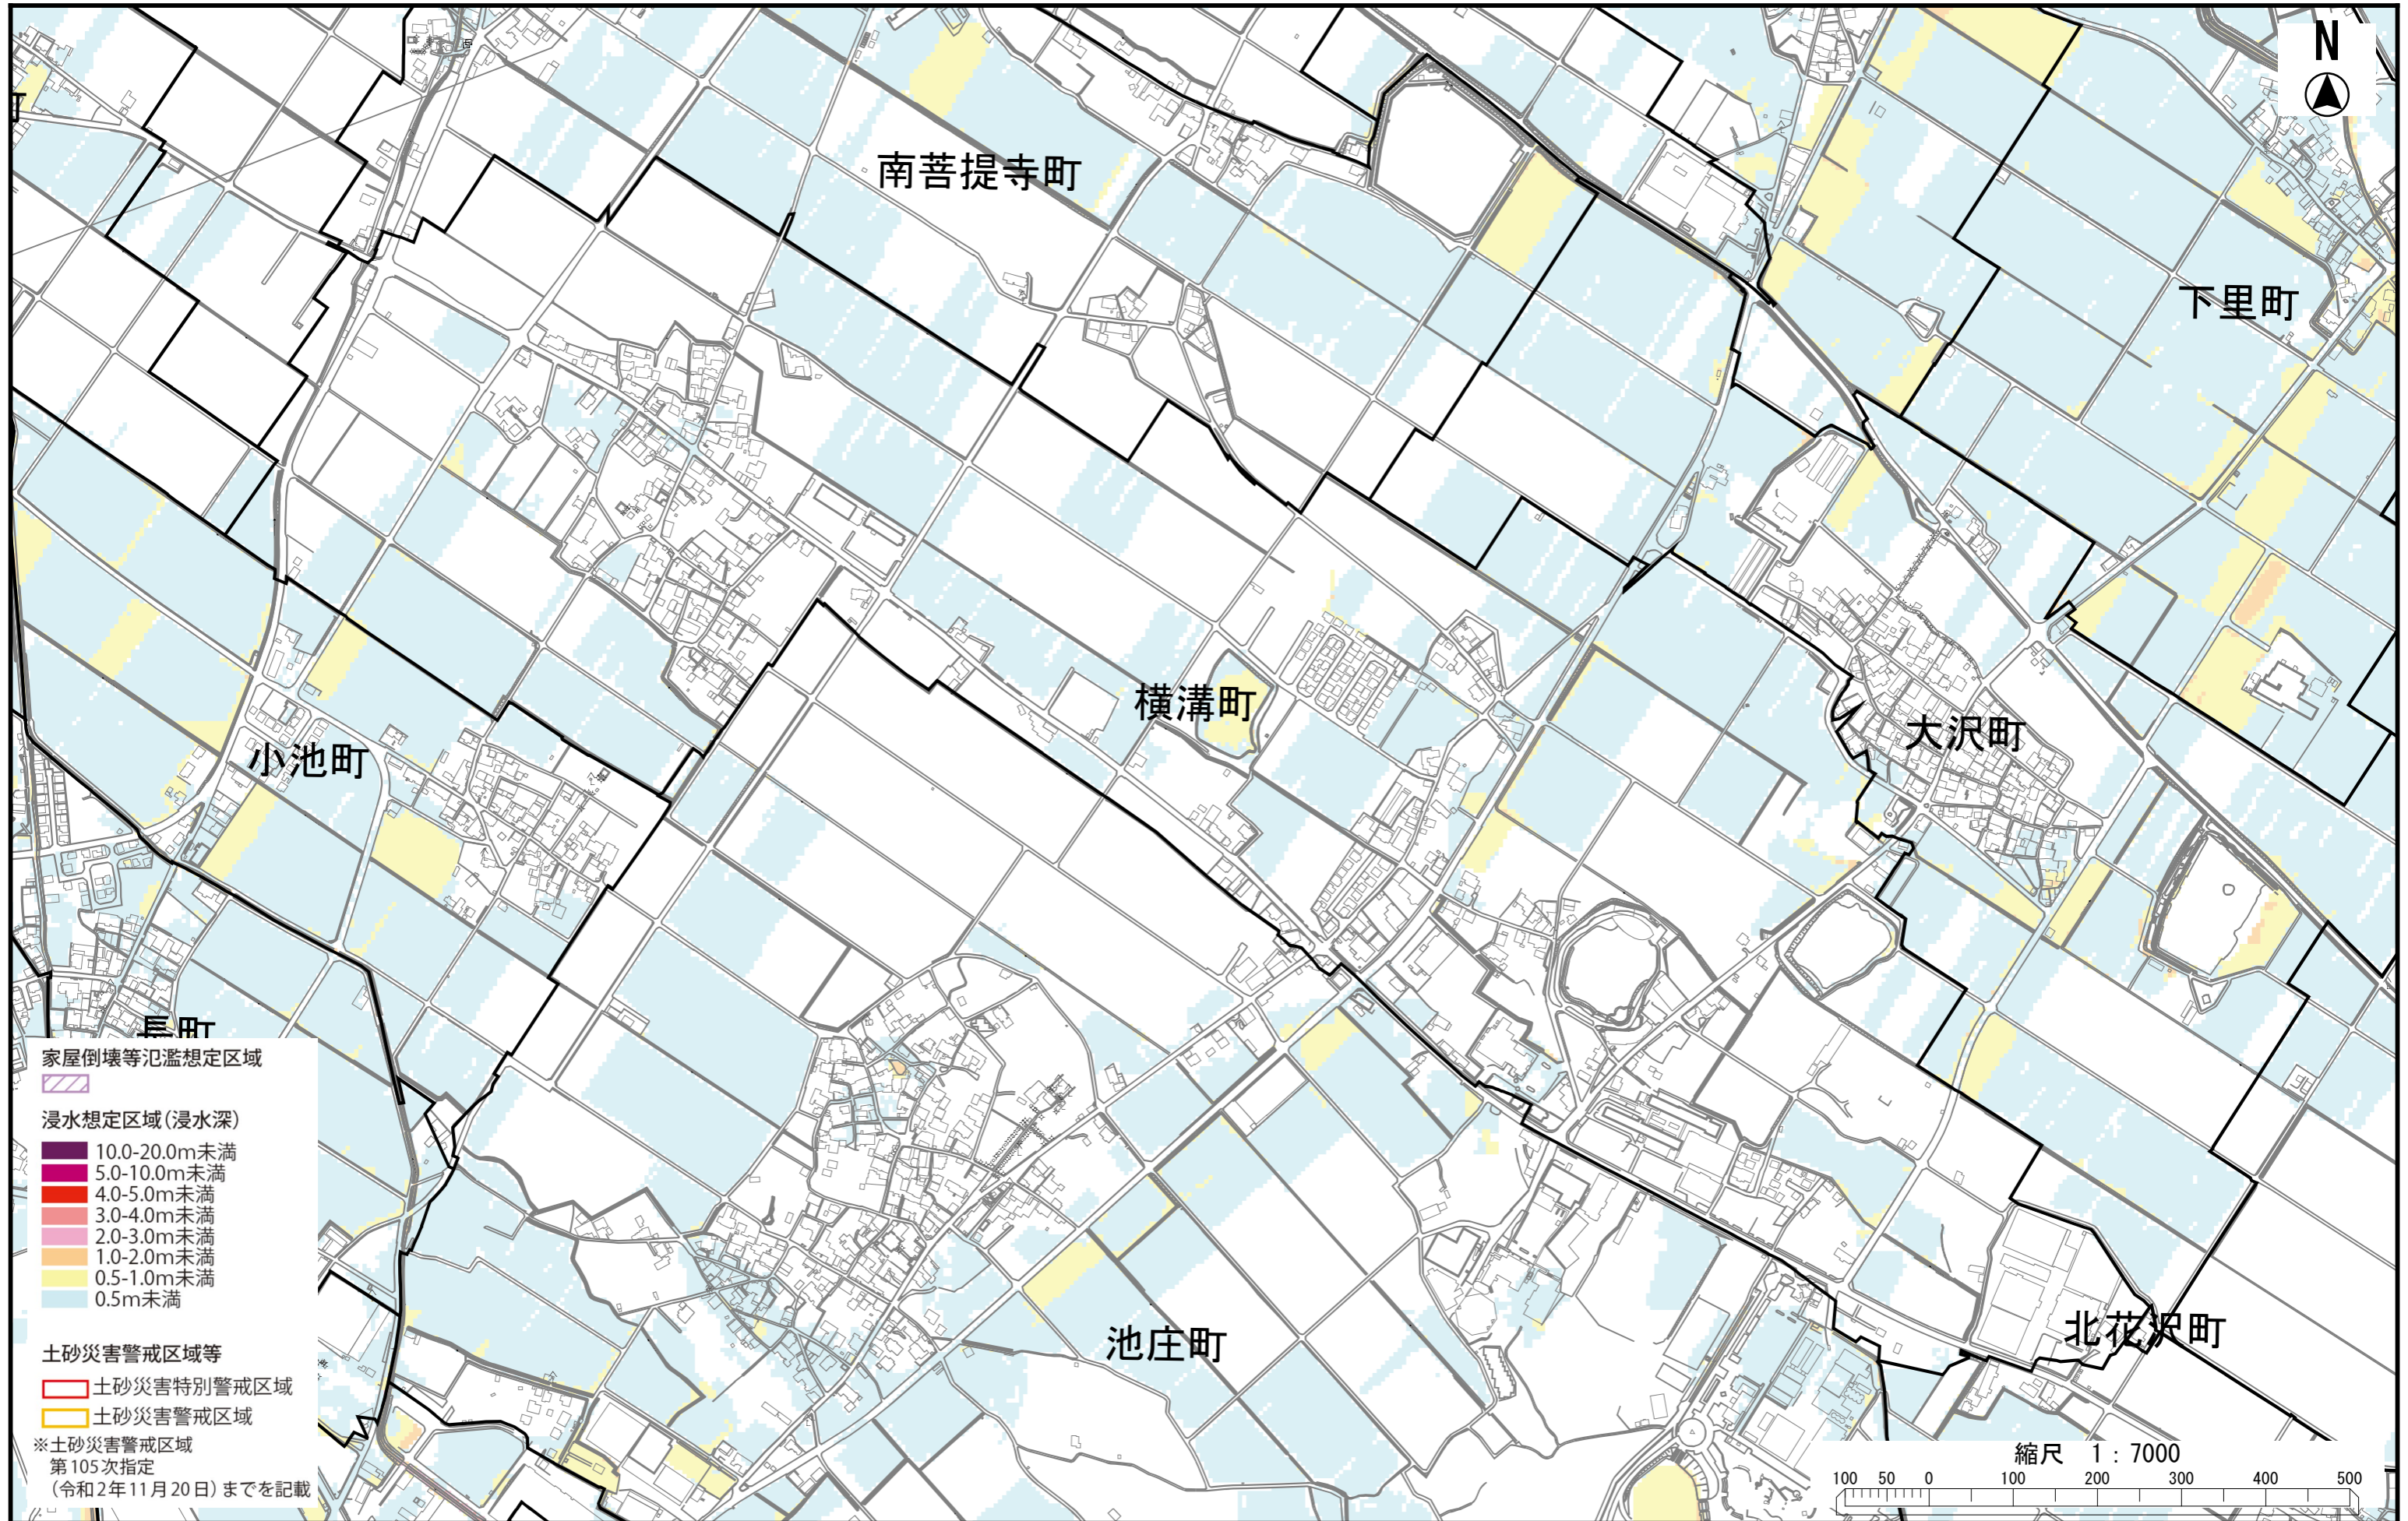 N
南菩提寺町
下里町
横溝町
大沢町
小池町
長町
池庄町
北花沢町
家屋倒壊等氾濫想定区域
浸水想定区域(浸水深)
10.0-20.0m未満
5.0-10.0m未満
4.0-5.0m未満
3.0-4.0m未満
2.0-3.0m未満
1.0-2.0m未満
0.5-1.0m未満
0.5m未満
土砂災害警戒区域等
土砂災害特別警戒区域
土砂災害警戒区域
※土砂災害警戒区域
第105次指定
(令和2年11月20日)までを記載
縮尺 1:7000
100 50 0 100 200 300 400 500